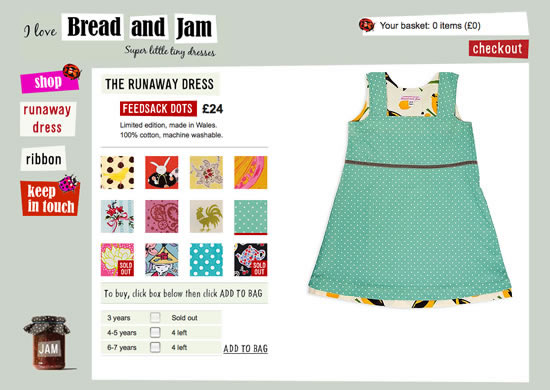 I love Bread and Jam
Super little tiny dresses
Your basket: 0 items (£0)
checkout
shop
runaway
dress
ribbon
keep
in touch
THE RUNAWAY DRESS
FEEDSACK DOTS £24
Limited edition, made in Wales.
100% cotton, machine washable.
SOLD
OUT
SOLD
OUT
To buy, click box below then click ADD TO BAG
3 years Sold out
4-5 years 4 left
6-7 years 4 left
ADD TO BAG
JAM